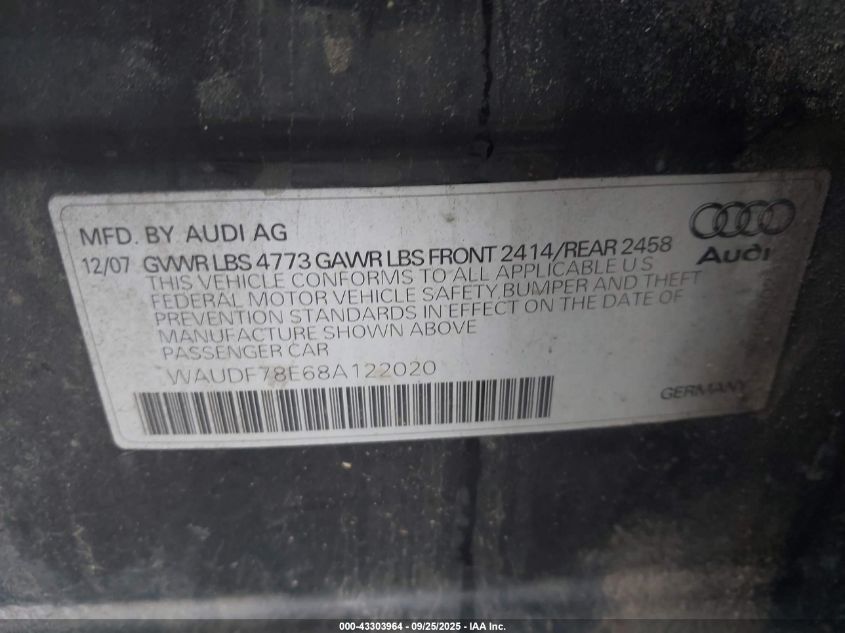 MFD. BY AUDI AG
Audi
12/07 GVWR LBS 4773 GAWR LBS FRONT 2414/REAR 2458
THIS VEHICLE CONFORMS TO ALL APPLICABLE U S
FEDERAL MOTOR VEHICLE SAFETY, BUMPER AND THEFT
PREVENTION STANDARDS IN EFFECT ON THE DATE OF
MANUFACTURE SHOWN ABOVE
PASSENGER CAR
WAUDF78E68A122020
GERMANY
000-43303964 - 09/25/2025 - IAA Inc.